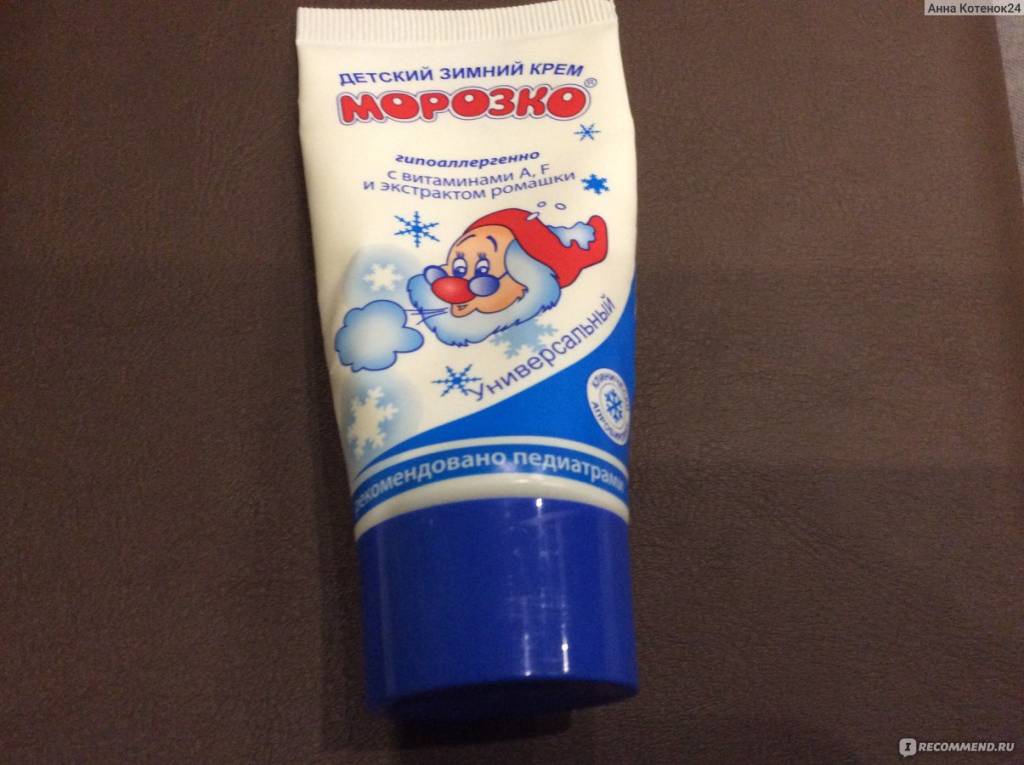 Анна Котенок24
ДЕТСКИЙ ЗИМНИЙ КРЕМ
МОРОЗКО®
гипоаллергенно
с витаминами A, F
и экстрактом ромашки
Универсальный
рекомендовано педиатрами
IRECOMMEND.RU